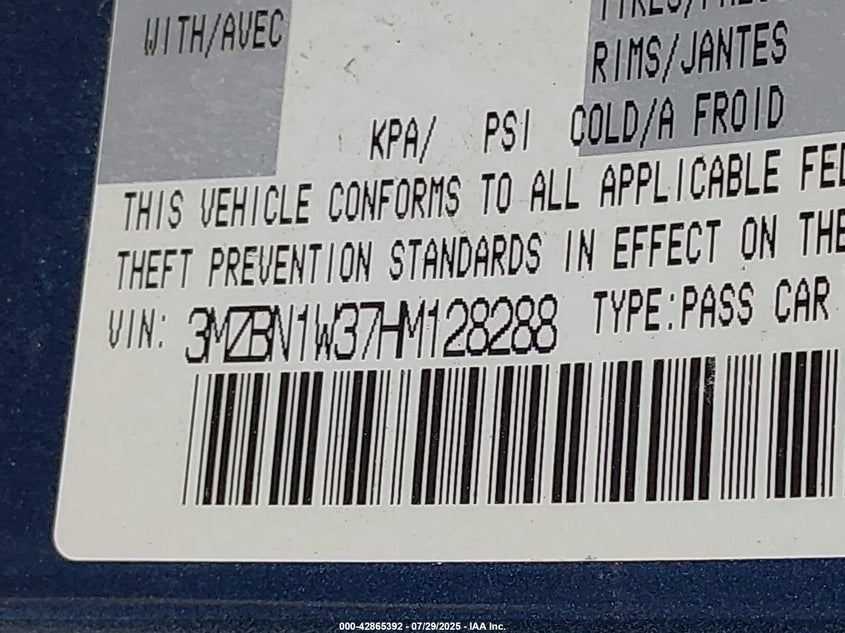 WITH/AVEC
RIMS/JANTES
KPA/ PSI COLD/A FROID
THIS VEHICLE CONFORMS TO ALL APPLICABLE FED
THEFT PREVENTION STANDARDS IN EFFECT ON THE
VIN: 3MZBN1W37HM128288 TYPE:PASS CAR
000-42865392 - 07/29/2025 - IAA Inc.